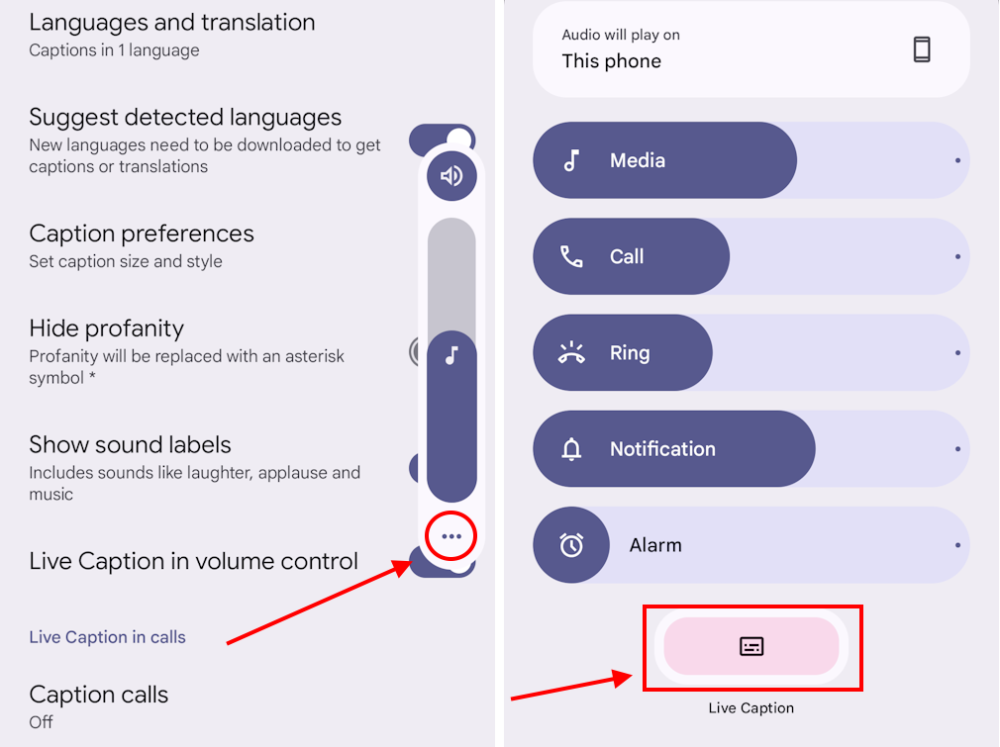 Languages and translation
Captions in 1 language
Suggest detected languages
New languages need to be downloaded to get
captions or translations
Caption preferences
Set caption size and style
Hide profanity
Profanity will be replaced with an asterisk
symbol *
Show sound labels
Includes sounds like laughter, applause and
music
Live Caption in volume control
Live Caption in calls
Caption calls
Off
Audio will play on
This phone
Media
Call
Ring
Notification
Alarm
Live Caption